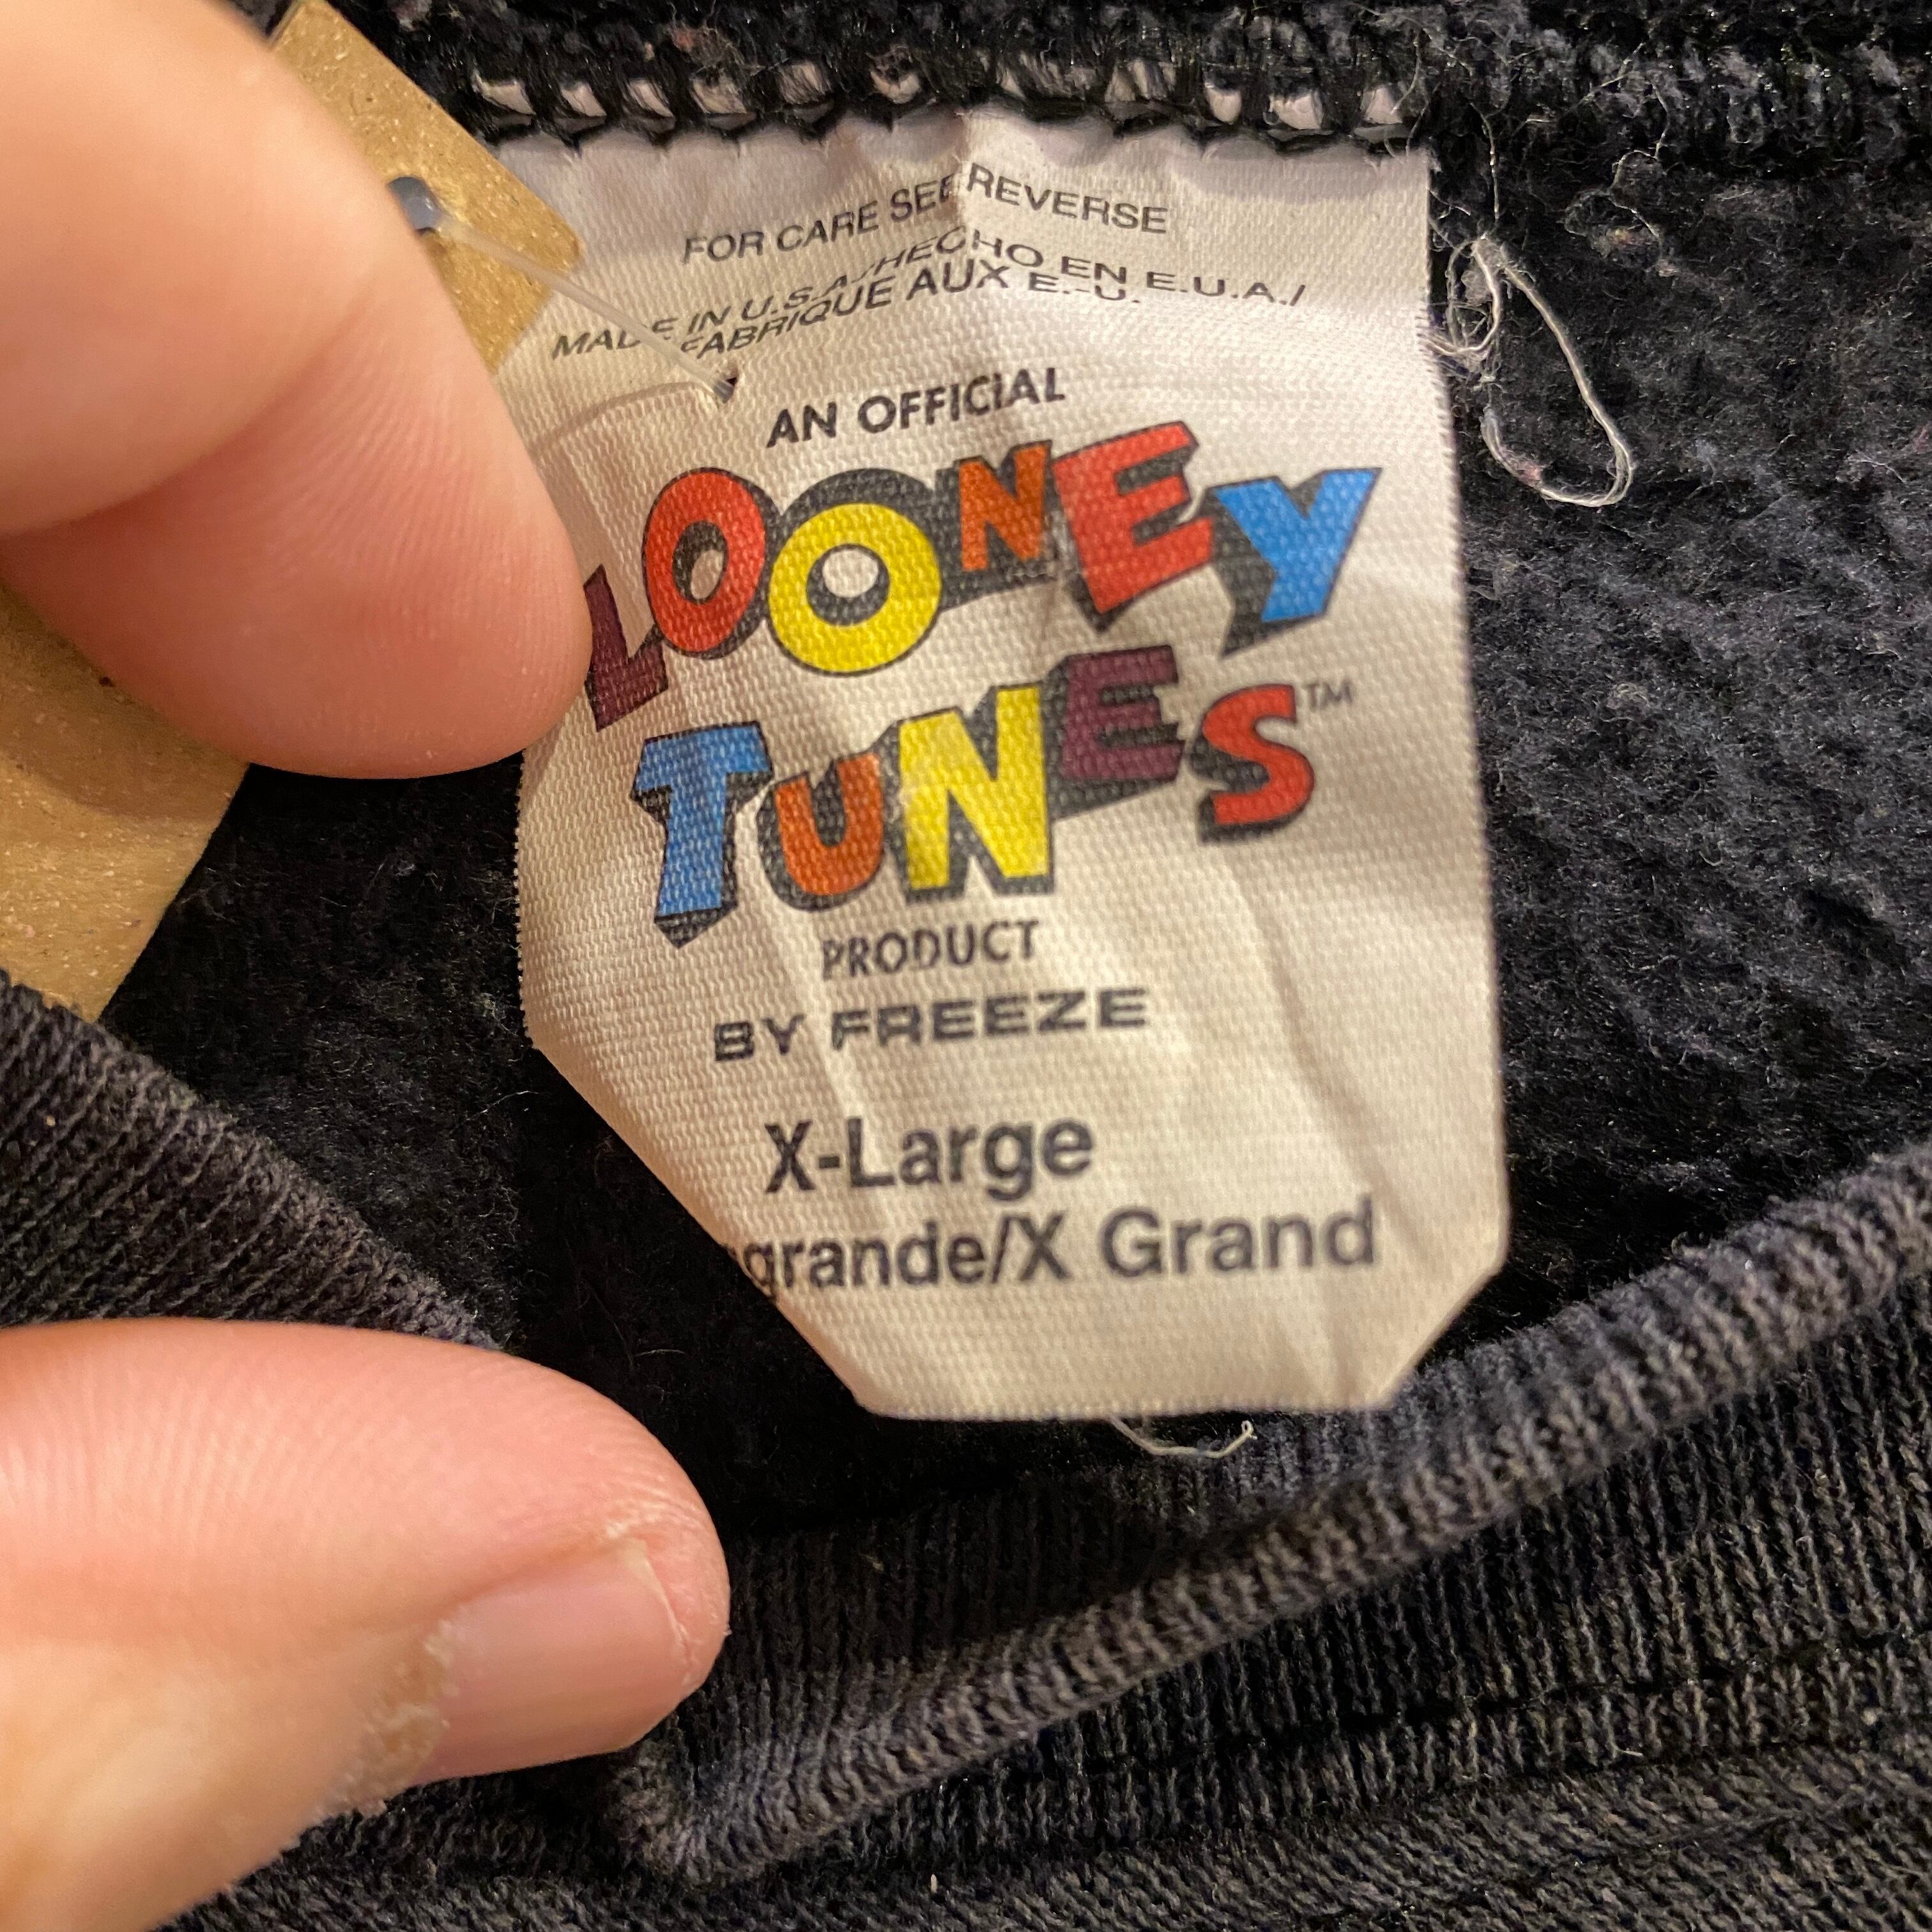 FOR CARE SEE REVERSE
MADE IN U.S.A./HECHO EN E.U.A./
FABRIQUE AUX E.-U.
AN OFFICIAL
LOONEY
TUNES™
PRODUCT
BY FREEZE
X-Large
grande/X Grand